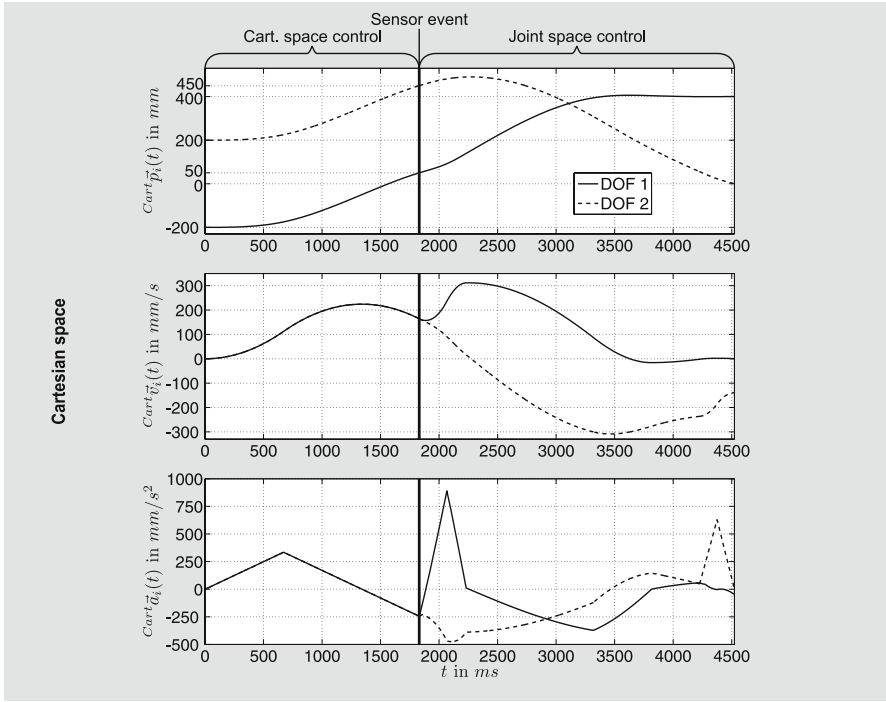 Sensor event
Cart. space control
Joint space control
Cartesian space
Cart p⃗i(t) in mm
450
400
200
50
0
-200
DOF 1
DOF 2
0 500 1000 1500 2000 2500 3000 3500 4000 4500
Cart v⃗i(t) in mm/s
300
200
100
0
-100
-200
-300
0 500 1000 1500 2000 2500 3000 3500 4000 4500
Cart a⃗i(t) in mm/s²
1000
750
500
250
0
-250
-500
0 500 1000 1500 2000 2500 3000 3500 4000 4500
t in ms